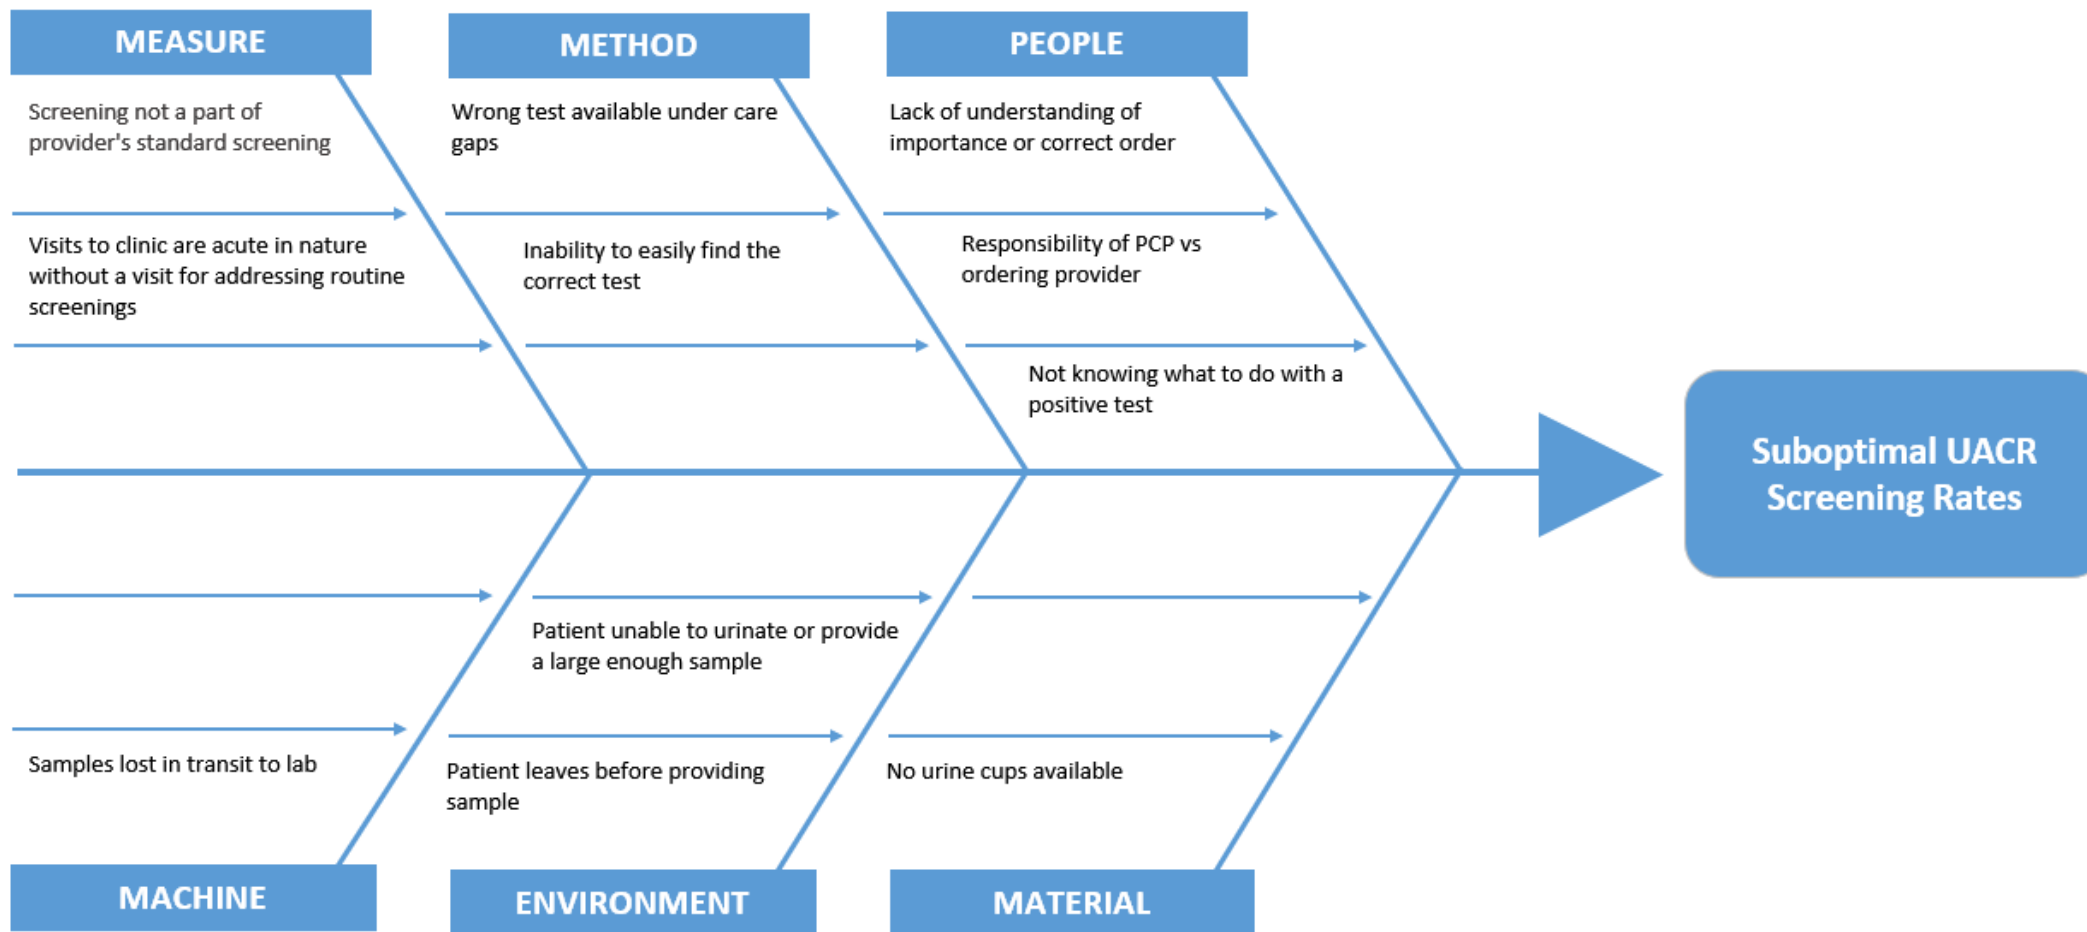 MEASURE
METHOD
PEOPLE
Screening not a part of
provider's standard screening
Wrong test available under care
gaps
Lack of understanding of
importance or correct order
Visits to clinic are acute in nature
without a visit for addressing routine
screenings
Inability to easily find the
correct test
Responsibility of PCP vs
ordering provider
Not knowing what to do with a
positive test
Suboptimal UACR
Screening Rates
Patient unable to urinate or provide
a large enough sample
Samples lost in transit to lab
Patient leaves before providing
sample
No urine cups available
MACHINE
ENVIRONMENT
MATERIAL